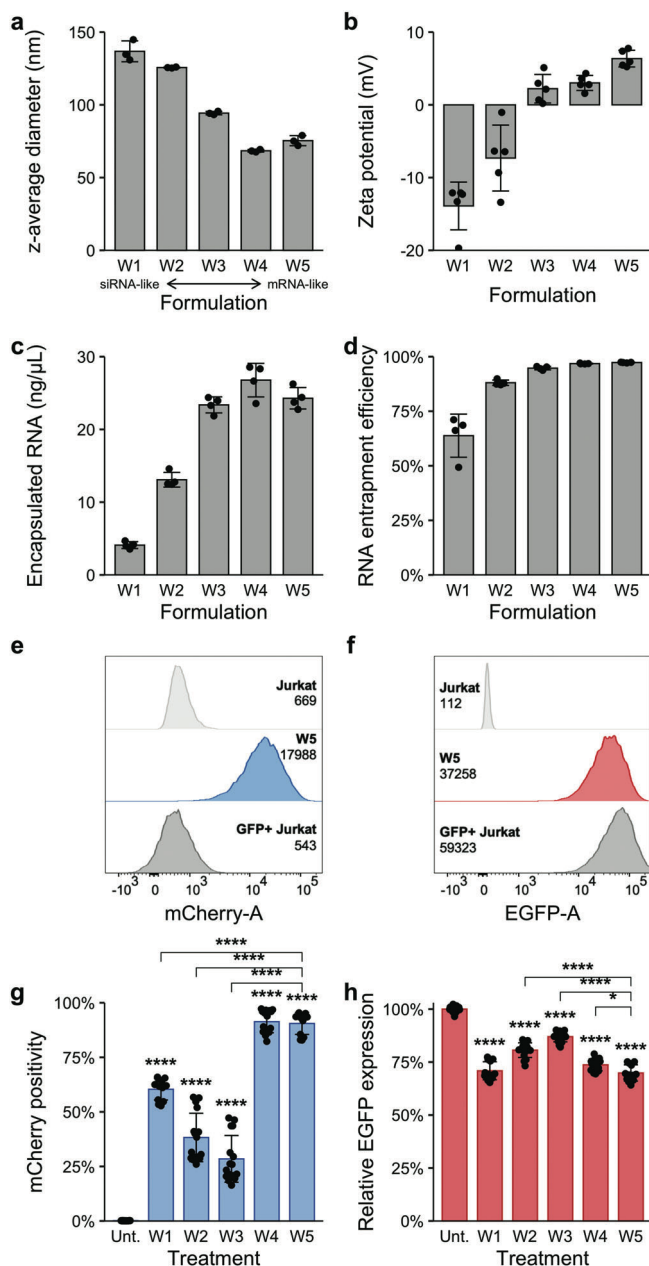 a
z-average diameter (nm)
150
100
50
0
W1 W2 W3 W4 W5
siRNA-like mRNA-like
Formulation
b
Zeta potential (mV)
10
0
-10
-20
W1 W2 W3 W4 W5
Formulation
c
Encapsulated RNA (ng/µL)
30
20
10
0
W1 W2 W3 W4 W5
Formulation
d
RNA entrapment efficiency
100%
75%
50%
25%
0%
W1 W2 W3 W4 W5
Formulation
e
Jurkat
669
W5
17988
GFP+ Jurkat
543
-10³ 0 10³ 10⁴ 10⁵
mCherry-A
f
Jurkat
112
W5
37258
GFP+ Jurkat
59323
-10³ 0 10³ 10⁴ 10⁵
EGFP-A
g
****
****
****
**** ****
****
****
****
mCherry positivity
100%
75%
50%
25%
0%
Unt. W1 W2 W3 W4 W5
Treatment
h
****
****
*
****
****
****
****
****
Relative EGFP expression
100%
75%
50%
25%
0%
Unt. W1 W2 W3 W4 W5
Treatment